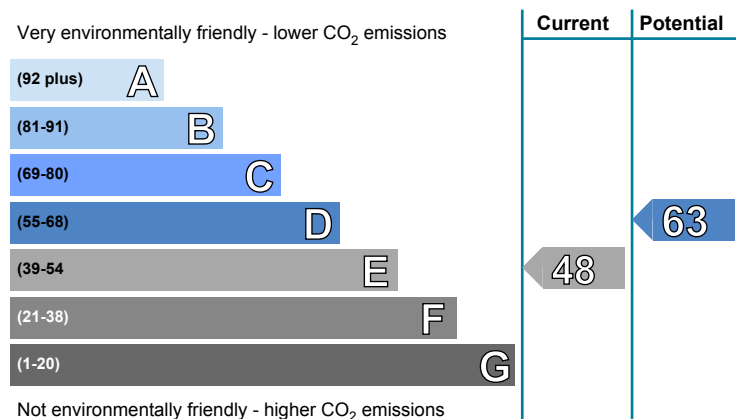 Current Potential
Very environmentally friendly - lower CO2 emissions
(92 plus) A
(81-91) B
(69-80) C
(55-68) D
63
(39-54 E
48
(21-38) F
(1-20) G
Not environmentally friendly - higher CO2 emissions